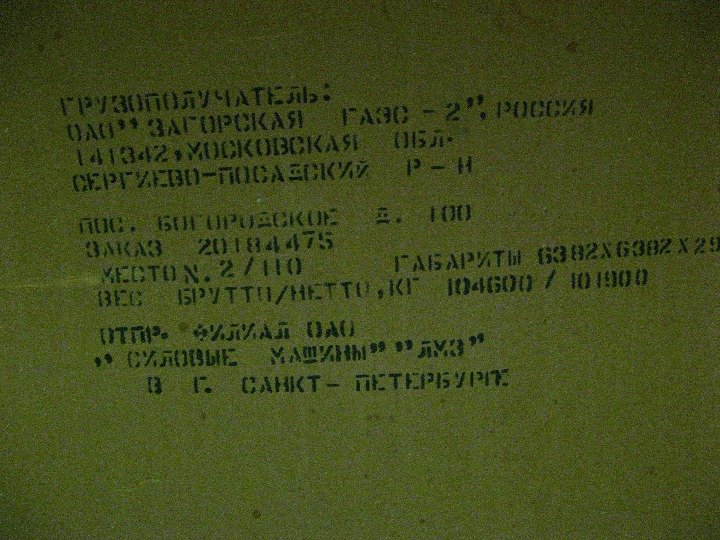 ГРУЗОПОЛУЧАТЕЛЬ:
ОАО" ЗАГОРСКАЯ ГАЭС - 2", РОССИЯ
141342, МОСКОВСКАЯ ОБЛ.
СЕРГИЕВО-ПОСАДСКИЙ Р - Н
ПОС. БОГОРОДСКОЕ Д. 100
ЗАКАЗ 20184475
МЕСТО N. 2 / 110 ГАБАРИТЫ 6382Х6382Х29
ВЕС БРУТТО/НЕТТО, КГ 104600 / 101900
ОТПР. ФИЛИАЛ ОАО
" СИЛОВЫЕ МАШИНЫ" "ЛМЗ"
В Г. САНКТ - ПЕТЕРБУРГЕ